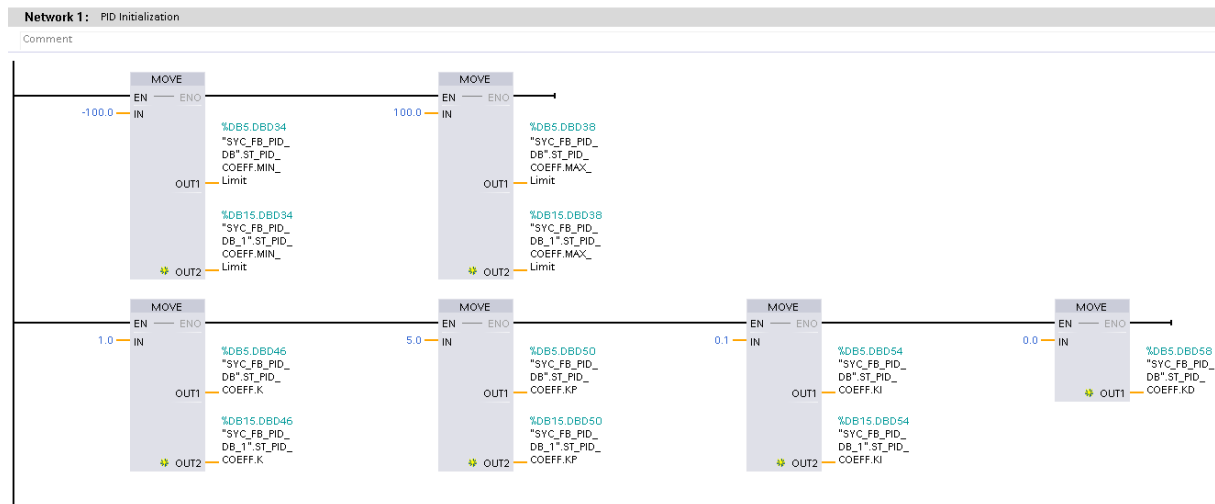 Network 1: PID Initialization
Comment
MOVE
EN ENO
-100.0 IN
%DB5.DBD34
"SYC_FB_PID_
DB".ST_PID_
COEFF.MIN_
OUT1 Limit
%DB15.DBD34
"SYC_FB_PID_
DB_1".ST_PID_
COEFF.MIN_
OUT2 Limit
MOVE
EN ENO
100.0 IN
%DB5.DBD38
"SYC_FB_PID_
DB".ST_PID_
COEFF.MAX_
OUT1 Limit
%DB15.DBD38
"SYC_FB_PID_
DB_1".ST_PID_
COEFF.MAX_
OUT2 Limit
MOVE
EN ENO
1.0 IN
%DB5.DBD46
"SYC_FB_PID_
DB".ST_PID_
OUT1 COEFF.K
%DB15.DBD46
"SYC_FB_PID_
DB_1".ST_PID_
OUT2 COEFF.K
MOVE
EN ENO
5.0 IN
%DB5.DBD50
"SYC_FB_PID_
DB".ST_PID_
OUT1 COEFF.KP
%DB15.DBD50
"SYC_FB_PID_
DB_1".ST_PID_
OUT2 COEFF.KP
MOVE
EN ENO
0.1 IN
%DB5.DBD54
"SYC_FB_PID_
DB".ST_PID_
OUT1 COEFF.KI
%DB15.DBD54
"SYC_FB_PID_
DB_1".ST_PID_
OUT2 COEFF.KI
MOVE
EN ENO
0.0 IN
%DB5.DBD58
"SYC_FB_PID_
DB".ST_PID_
OUT1 COEFF.KD